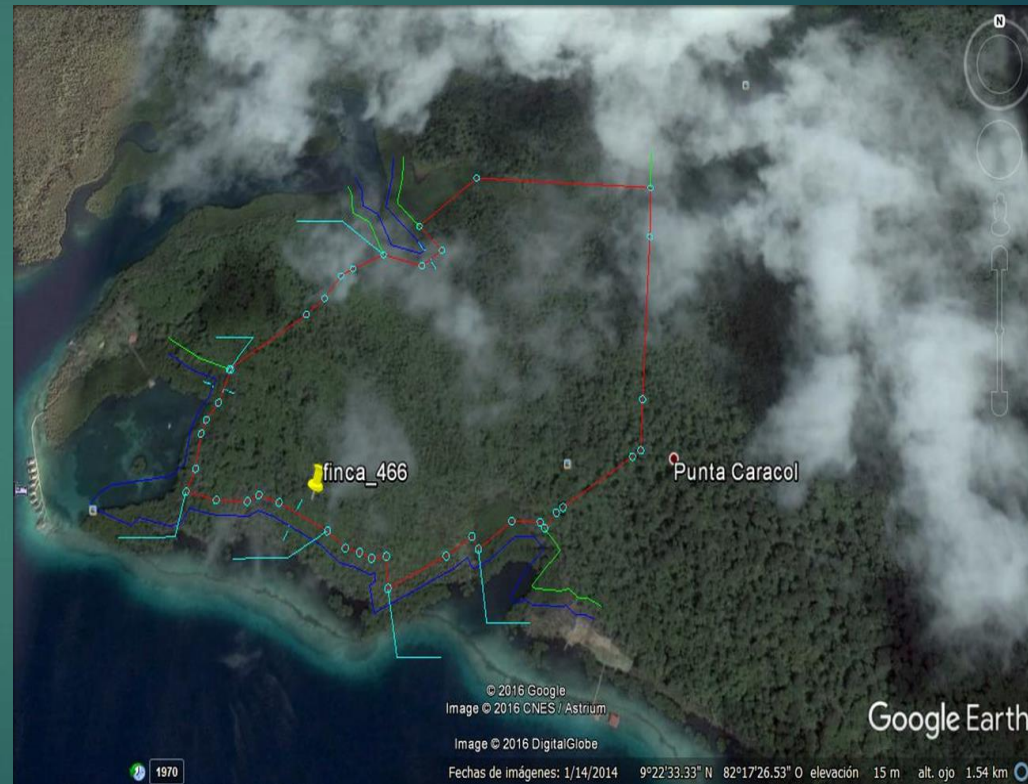 N
finca_466
Punta Caracol
© 2016 Google
Image © 2016 CNES / Astrium
Image © 2016 DigitalGlobe
Google Earth
1970
Fechas de imágenes: 1/14/2014 9°22'33.33" N 82°17'26.53" O elevación 15 m alt. ojo 1.54 km